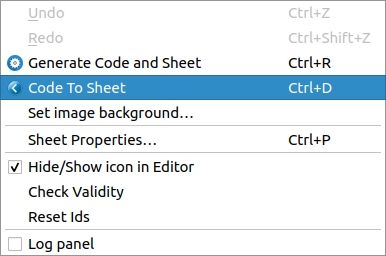 Undo Ctrl+Z
Redo Ctrl+Shift+Z
Generate Code and Sheet Ctrl+R
Code To Sheet Ctrl+D
Set image background...
Sheet Properties... Ctrl+P
Hide/Show icon in Editor
Check Validity
Reset Ids
Log panel